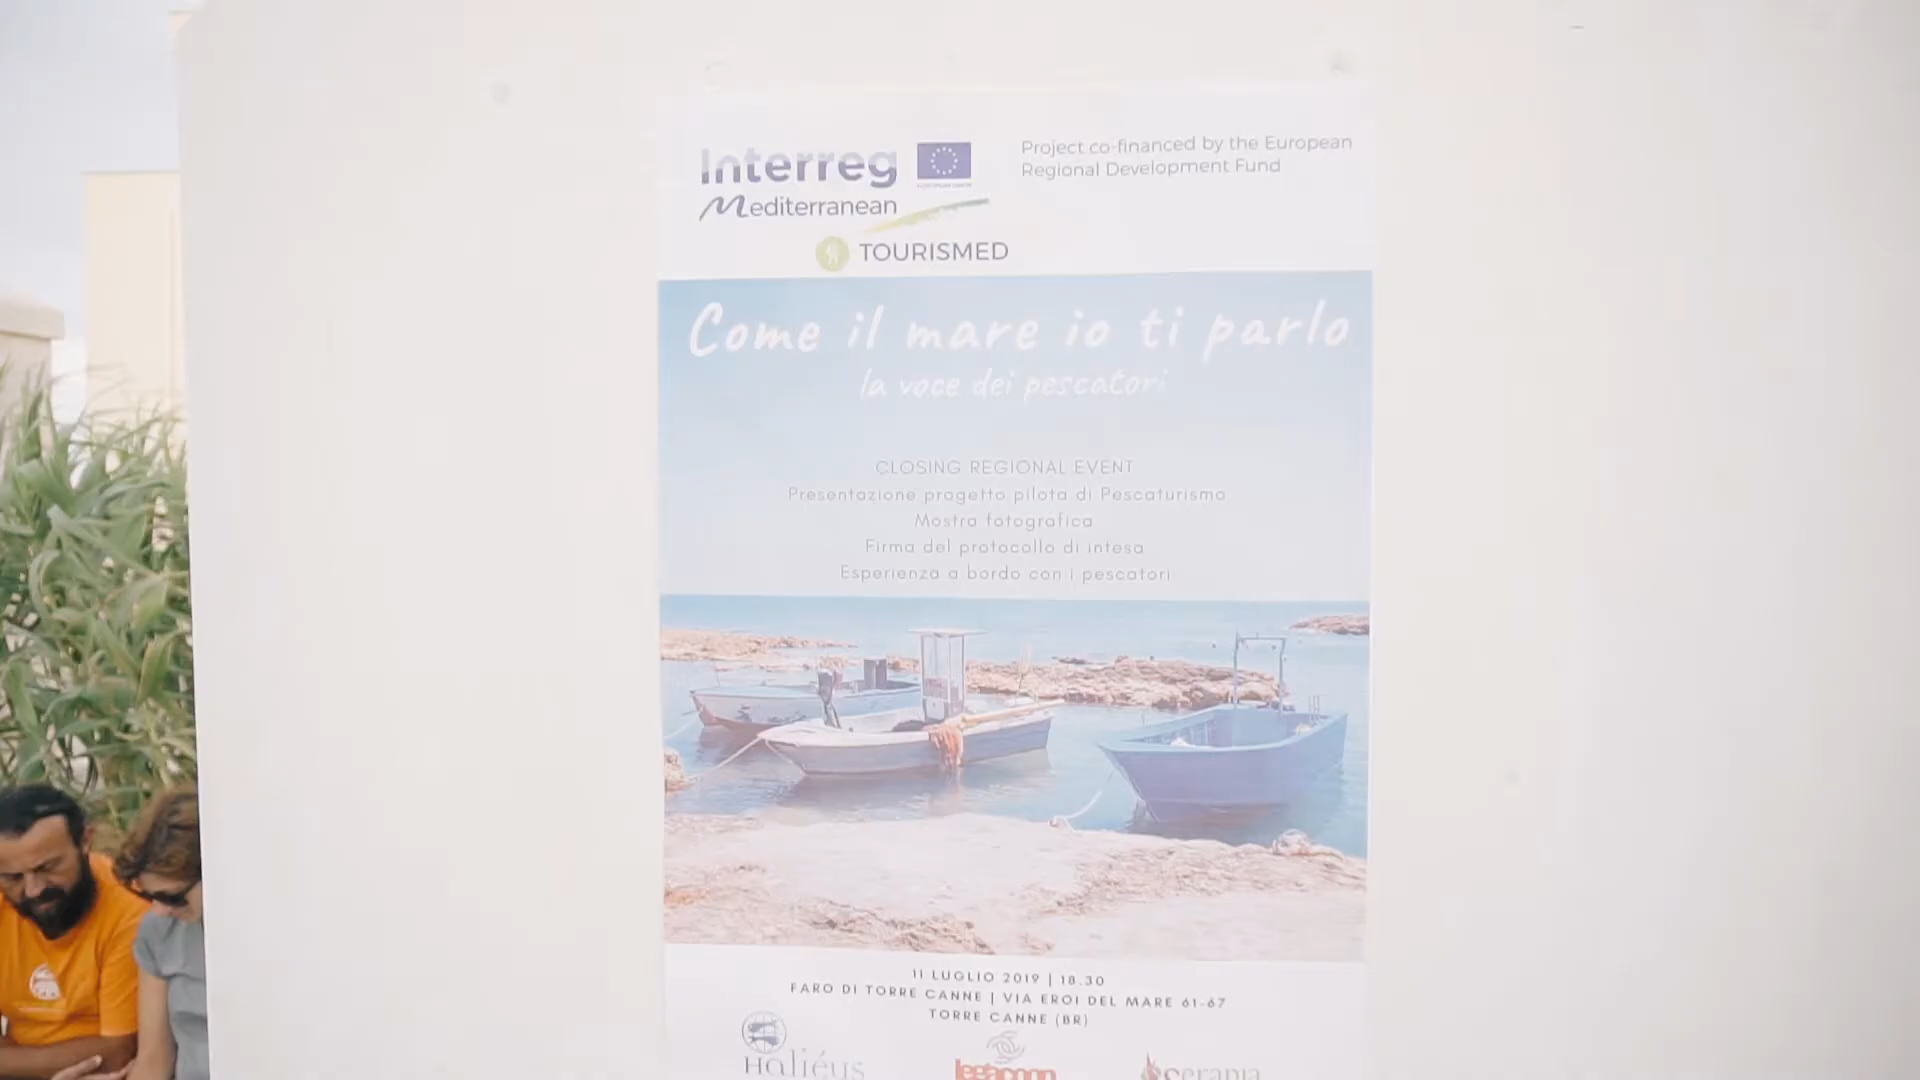 Interreg
Mediterranean
Project co-financed by the European
Regional Development Fund
TOURISMED
Come il mare io ti parlo
la voce dei pescatori
CLOSING REGIONAL EVENT
Presentazione progetto pilota di Pescaturismo
Mostra fotografica
Firma del protocollo di intesa
Esperienza a bordo con i pescatori
11 LUGLIO 2019 | 18.30
FARO DI TORRE CANNE | VIA EROI DEL MARE 61-67
TORRE CANNE (BR)
Haliéus
legacoop